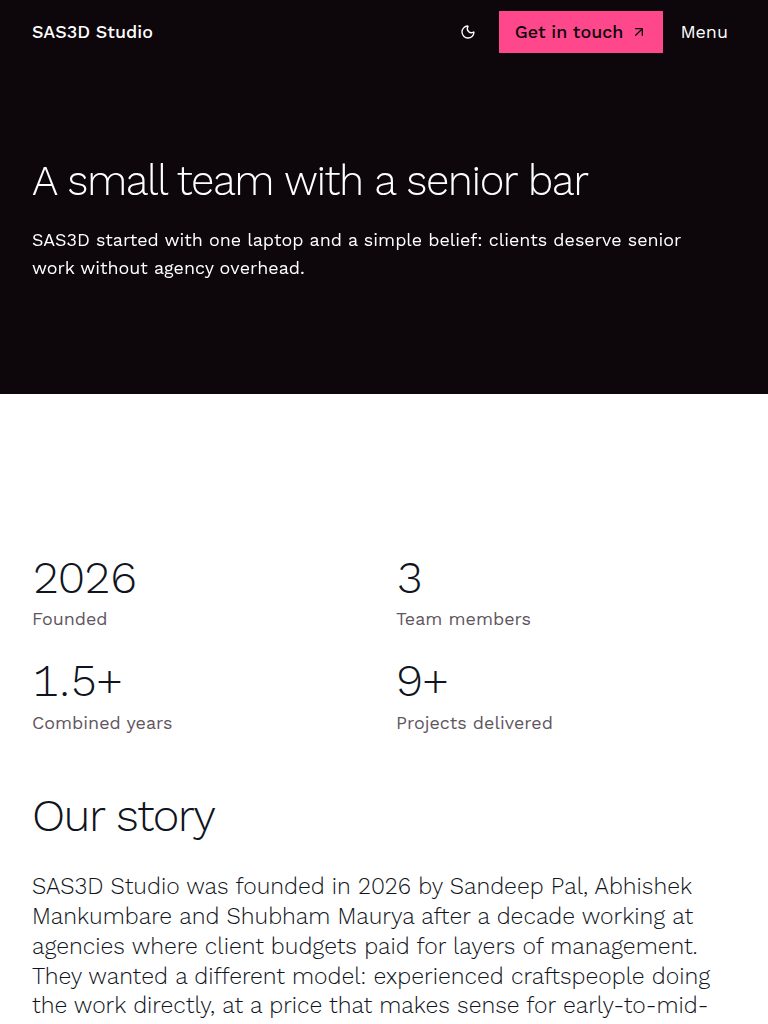 SAS3D Studio
Get in touch
Menu
A small team with a senior bar
SAS3D started with one laptop and a simple belief: clients deserve senior
work without agency overhead.
2026
Founded
3
Team members
1.5+
Combined years
9+
Projects delivered
Our story
SAS3D Studio was founded in 2026 by Sandeep Pal, Abhishek
Mankumbare and Shubham Maurya after a decade working at
agencies where client budgets paid for layers of management.
They wanted a different model: experienced craftspeople doing
the work directly, at a price that makes sense for early-to-mid-